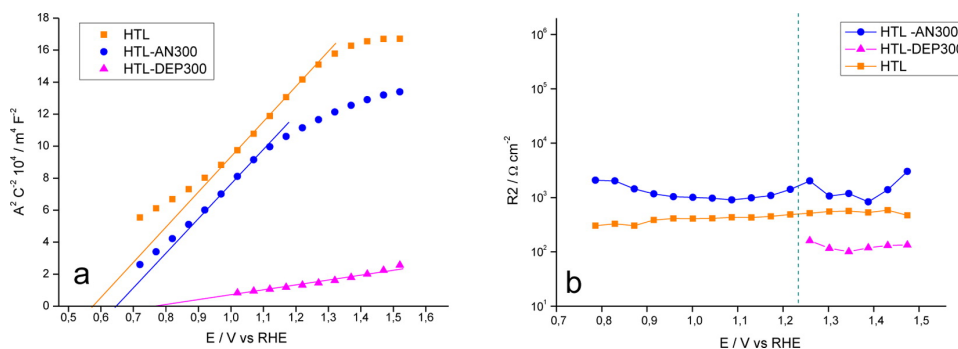 HTL
HTL-AN300
HTL-DEP300
A² C⁻² 10⁴ / m⁴ F⁻²
18
16
14
12
10
8
6
4
2
0
a
0,5 0,6 0,7 0,8 0,9 1,0 1,1 1,2 1,3 1,4 1,5 1,6
E / V vs RHE
HTL -AN300
HTL-DEP300
HTL
R2 / Ω cm⁻²
10⁶
10⁵
10⁴
10³
10²
10¹
b
0,7 0,8 0,9 1,0 1,1 1,2 1,3 1,4 1,5
E / V vs RHE